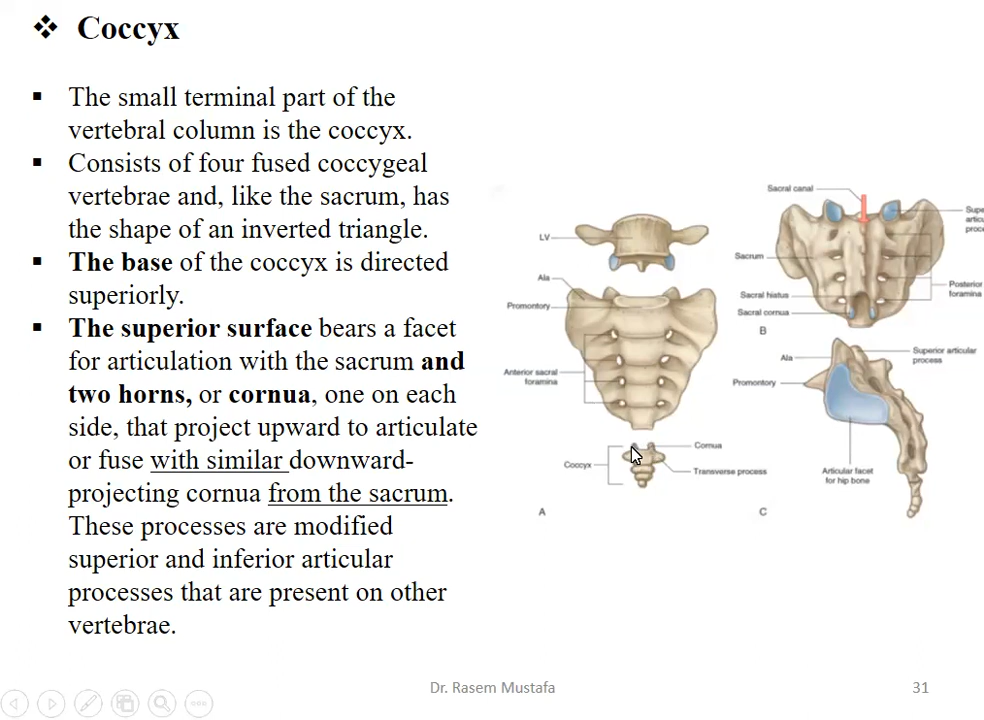 ❖ Coccyx
▪ The small terminal part of the
vertebral column is the coccyx.
▪ Consists of four fused coccygeal
vertebrae and, like the sacrum, has
the shape of an inverted triangle.
▪ The base of the coccyx is directed
superiorly.
▪ The superior surface bears a facet
for articulation with the sacrum and
two horns, or cornua, one on each
side, that project upward to articulate
or fuse with similar downward-
projecting cornua from the sacrum.
These processes are modified
superior and inferior articular
processes that are present on other
vertebrae.
LV
Ala
Promontory
Anterior sacral
foramina
Coccyx
Cornua
Transverse process
A
Sacral canal
Supe
artic
proce
Sacrum
Sacral hiatus
Sacral cornua
Posterior
foramina
B
Ala
Promontory
Superior articular
process
Articular facet
for hip bone
C
Dr. Rasem Mustafa
31